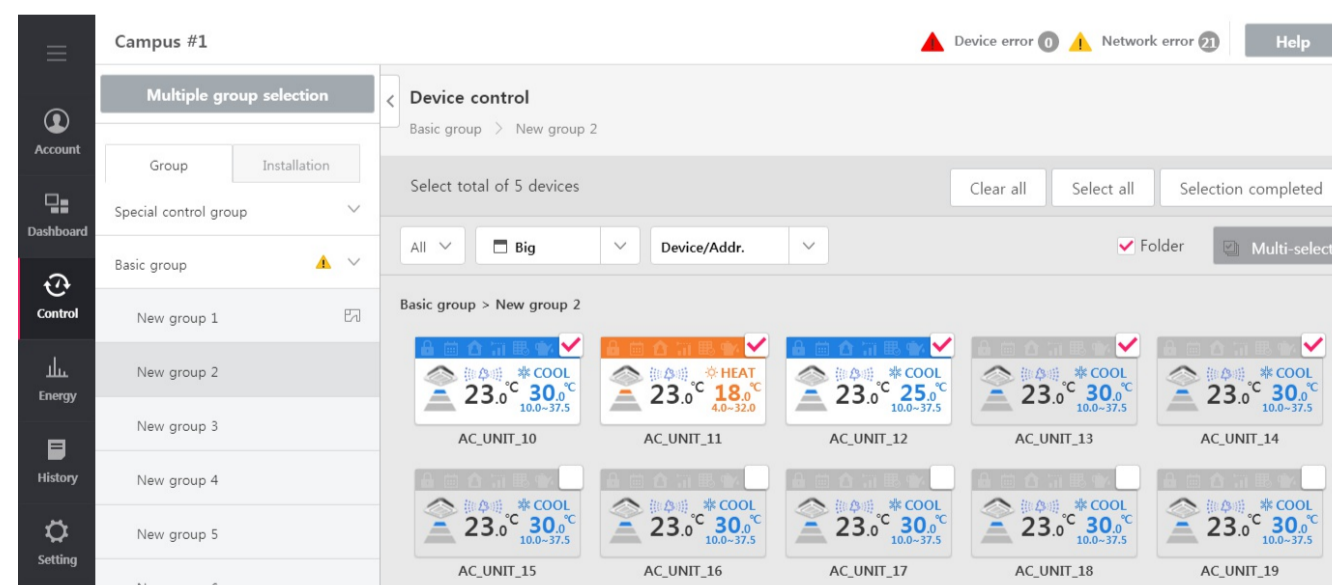 Campus #1
Device error 0
Network error 21
Help
Account
Dashboard
Control
Energy
History
Setting
Multiple group selection
Group
Installation
Special control group
Basic group
New group 1
New group 2
New group 3
New group 4
New group 5
Device control
Basic group > New group 2
Select total of 5 devices
Clear all
Select all
Selection completed
All
Big
Device/Addr.
Folder
Multi-select
Basic group > New group 2
COOL
23.0°C 30.0°C
10.0~37.5
AC_UNIT_10
HEAT
23.0°C 18.0°C
4.0~32.0
AC_UNIT_11
COOL
23.0°C 25.0°C
10.0~37.5
AC_UNIT_12
COOL
23.0°C 30.0°C
10.0~37.5
AC_UNIT_13
COOL
23.0°C 30.0°C
10.0~37.5
AC_UNIT_14
COOL
23.0°C 30.0°C
10.0~37.5
AC_UNIT_15
COOL
23.0°C 30.0°C
10.0~37.5
AC_UNIT_16
COOL
23.0°C 30.0°C
10.0~37.5
AC_UNIT_17
COOL
23.0°C 30.0°C
10.0~37.5
AC_UNIT_18
COOL
23.0°C 30.0°C
10.0~37.5
AC_UNIT_19